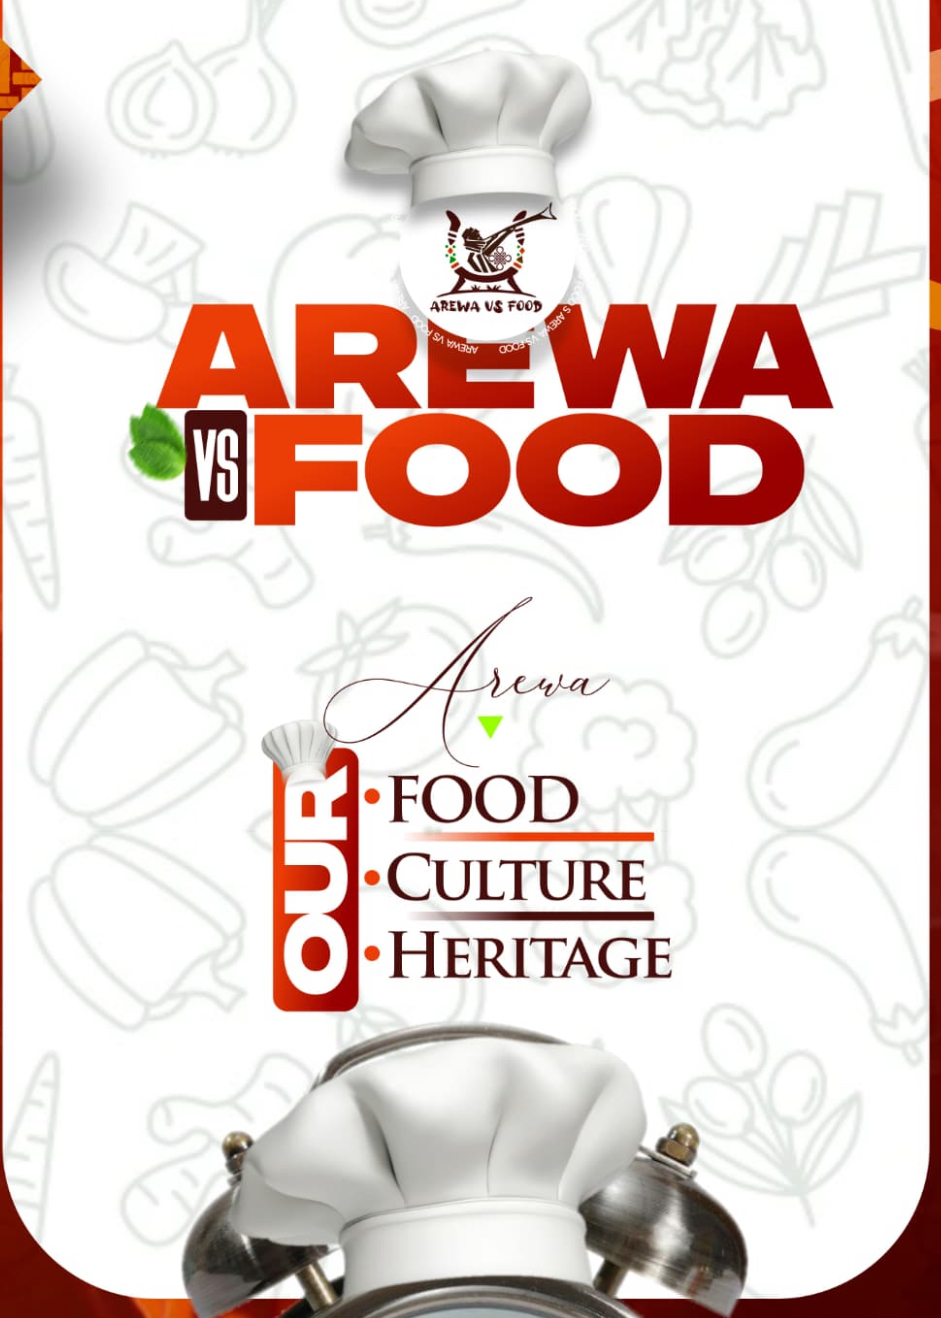 AREWA VS FOOD
AREWA VS FOOD
AREWA
VS FOOD
Arewa
OUR
• FOOD
• CULTURE
• HERITAGE